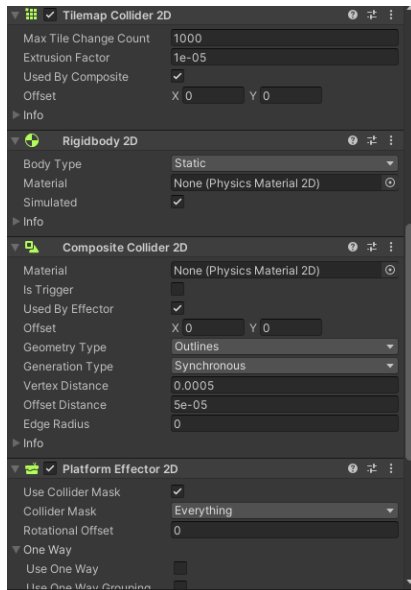 Tilemap Collider 2D
Max Tile Change Count 1000
Extrusion Factor 1e-05
Used By Composite
Offset X 0 Y 0
Info
Rigidbody 2D
Body Type Static
Material None (Physics Material 2D)
Simulated
Info
Composite Collider 2D
Material None (Physics Material 2D)
Is Trigger
Used By Effector
Offset X 0 Y 0
Geometry Type Outlines
Generation Type Synchronous
Vertex Distance 0.0005
Offset Distance 5e-05
Edge Radius 0
Info
Platform Effector 2D
Use Collider Mask
Collider Mask Everything
Rotational Offset 0
One Way
Use One Way
Use One Way Grouping